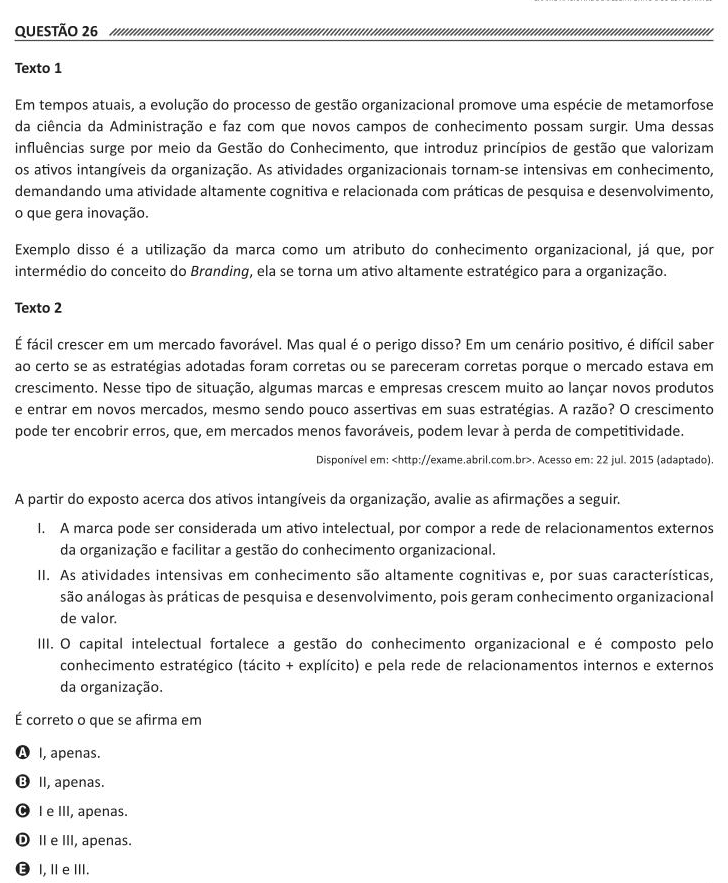 QUESTÃO 26
Texto 1
Em tempos atuais, a evolução do processo de gestão organizacional promove uma espécie de metamorfose
da ciência da Administração e faz com que novos campos de conhecimento possam surgir. Uma dessas
influências surge por meio da Gestão do Conhecimento, que introduz princípios de gestão que valorizam
os ativos intangíveis da organização. As atividades organizacionais tornam-se intensivas em conhecimento,
demandando uma atividade altamente cognitiva e relacionada com práticas de pesquisa e desenvolvimento,
o que gera inovação.
Exemplo disso é a utilização da marca como um atributo do conhecimento organizacional, já que, por
intermédio do conceito do Branding, ela se torna um ativo altamente estratégico para a organização.
Texto 2
É fácil crescer em um mercado favorável. Mas qual é o perigo disso? Em um cenário positivo, é difícil saber
ao certo se as estratégias adotadas foram corretas ou se pareceram corretas porque o mercado estava em
crescimento. Nesse tipo de situação, algumas marcas e empresas crescem muito ao lançar novos produtos
e entrar em novos mercados, mesmo sendo pouco assertivas em suas estratégias. A razão? O crescimento
pode ter encobrir erros, que, em mercados menos favoráveis, podem levar à perda de competitividade.
Disponível em: <http://exame.abril.com.br>. Acesso em: 22 jul. 2015 (adaptado).
A partir do exposto acerca dos ativos intangíveis da organização, avalie as afirmações a seguir.
I. A marca pode ser considerada um ativo intelectual, por compor a rede de relacionamentos externos
da organização e facilitar a gestão do conhecimento organizacional.
II. As atividades intensivas em conhecimento são altamente cognitivas e, por suas características,
são análogas às práticas de pesquisa e desenvolvimento, pois geram conhecimento organizacional
de valor.
III. O capital intelectual fortalece a gestão do conhecimento organizacional e é composto pelo
conhecimento estratégico (tácito + explícito) e pela rede de relacionamentos internos e externos
da organização.
É correto o que se afirma em
A I, apenas.
B II, apenas.
C I e III, apenas.
D II e III, apenas.
E I, II e III.